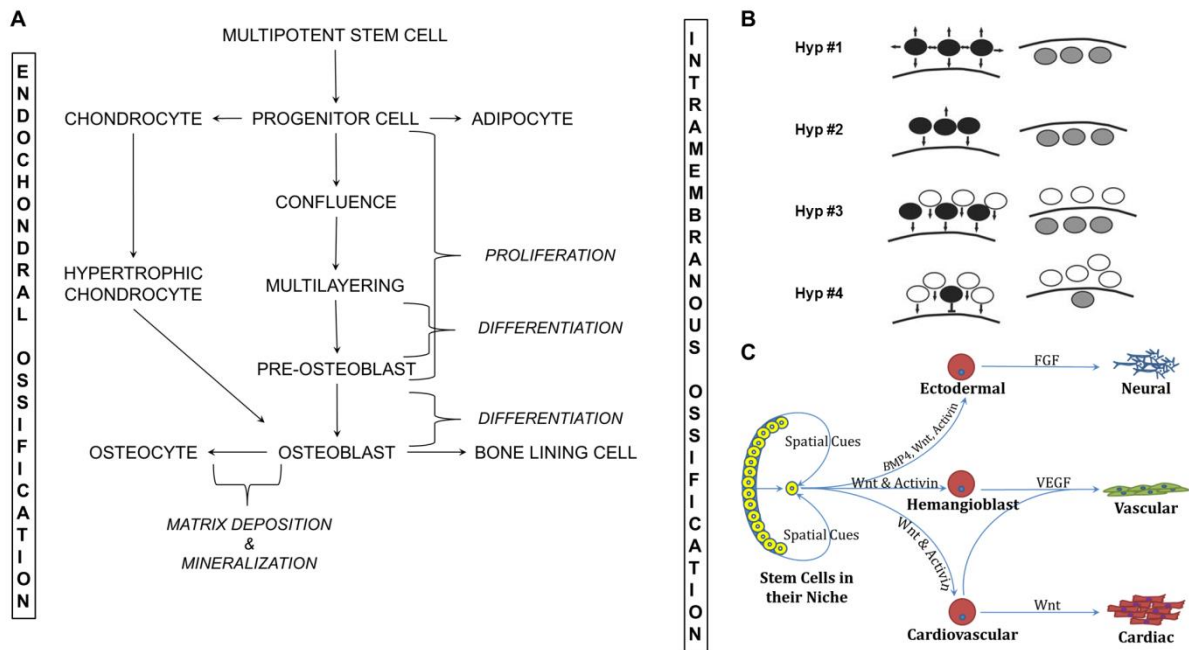 A
ENDOCHONDRAL OSSIFICATION
MULTIPOTENT STEM CELL
CHONDROCYTE
PROGENITOR CELL
ADIPOCYTE
CONFLUENCE
PROLIFERATION
HYPERTROPHIC
CHONDROCYTE
MULTILAYERING
DIFFERENTIATION
PRE-OSTEOBLAST
DIFFERENTIATION
OSTEOCYTE
OSTEOBLAST
BONE LINING CELL
MATRIX DEPOSITION
&
MINERALIZATION
INTRAMEMBRANOUS OSSIFICATION
B
Hyp #1
Hyp #2
Hyp #3
Hyp #4
C
Spatial Cues
Spatial Cues
Stem Cells in
their Niche
BMP4, Wnt, Activin
Wnt & Activin
Wnt & Activin
Ectodermal
FGF
Neural
Hemangioblast
VEGF
Vascular
Cardiovascular
Wnt
Cardiac